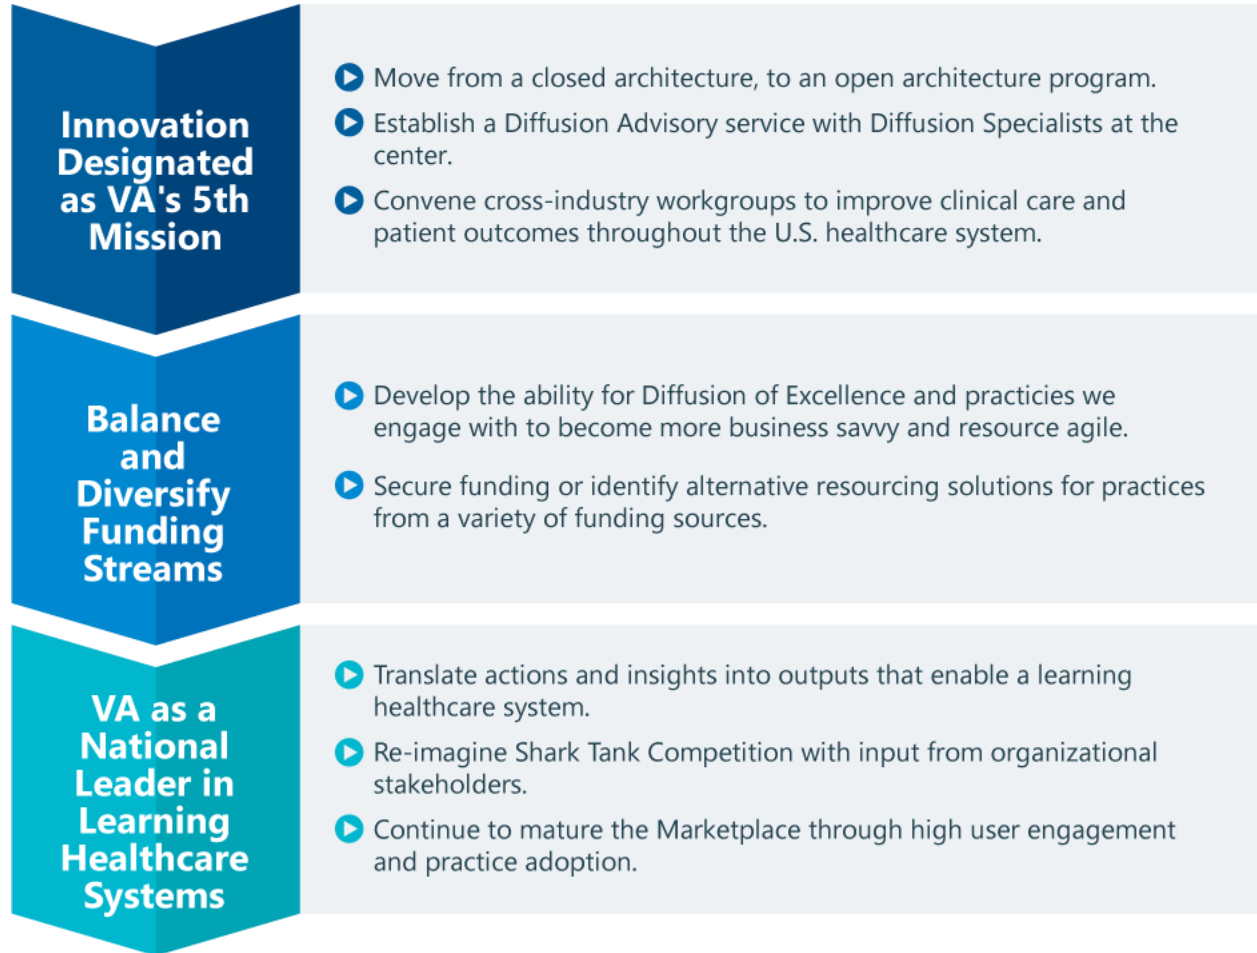 Innovation
Designated
as VA's 5th
Mission
Move from a closed architecture, to an open architecture program.
Establish a Diffusion Advisory service with Diffusion Specialists at the
center.
Convene cross-industry workgroups to improve clinical care and
patient outcomes throughout the U.S. healthcare system.
Balance
and
Diversify
Funding
Streams
Develop the ability for Diffusion of Excellence and practicies we
engage with to become more business savvy and resource agile.
Secure funding or identify alternative resourcing solutions for practices
from a variety of funding sources.
VA as a
National
Leader in
Learning
Healthcare
Systems
Translate actions and insights into outputs that enable a learning
healthcare system.
Re-imagine Shark Tank Competition with input from organizational
stakeholders.
Continue to mature the Marketplace through high user engagement
and practice adoption.